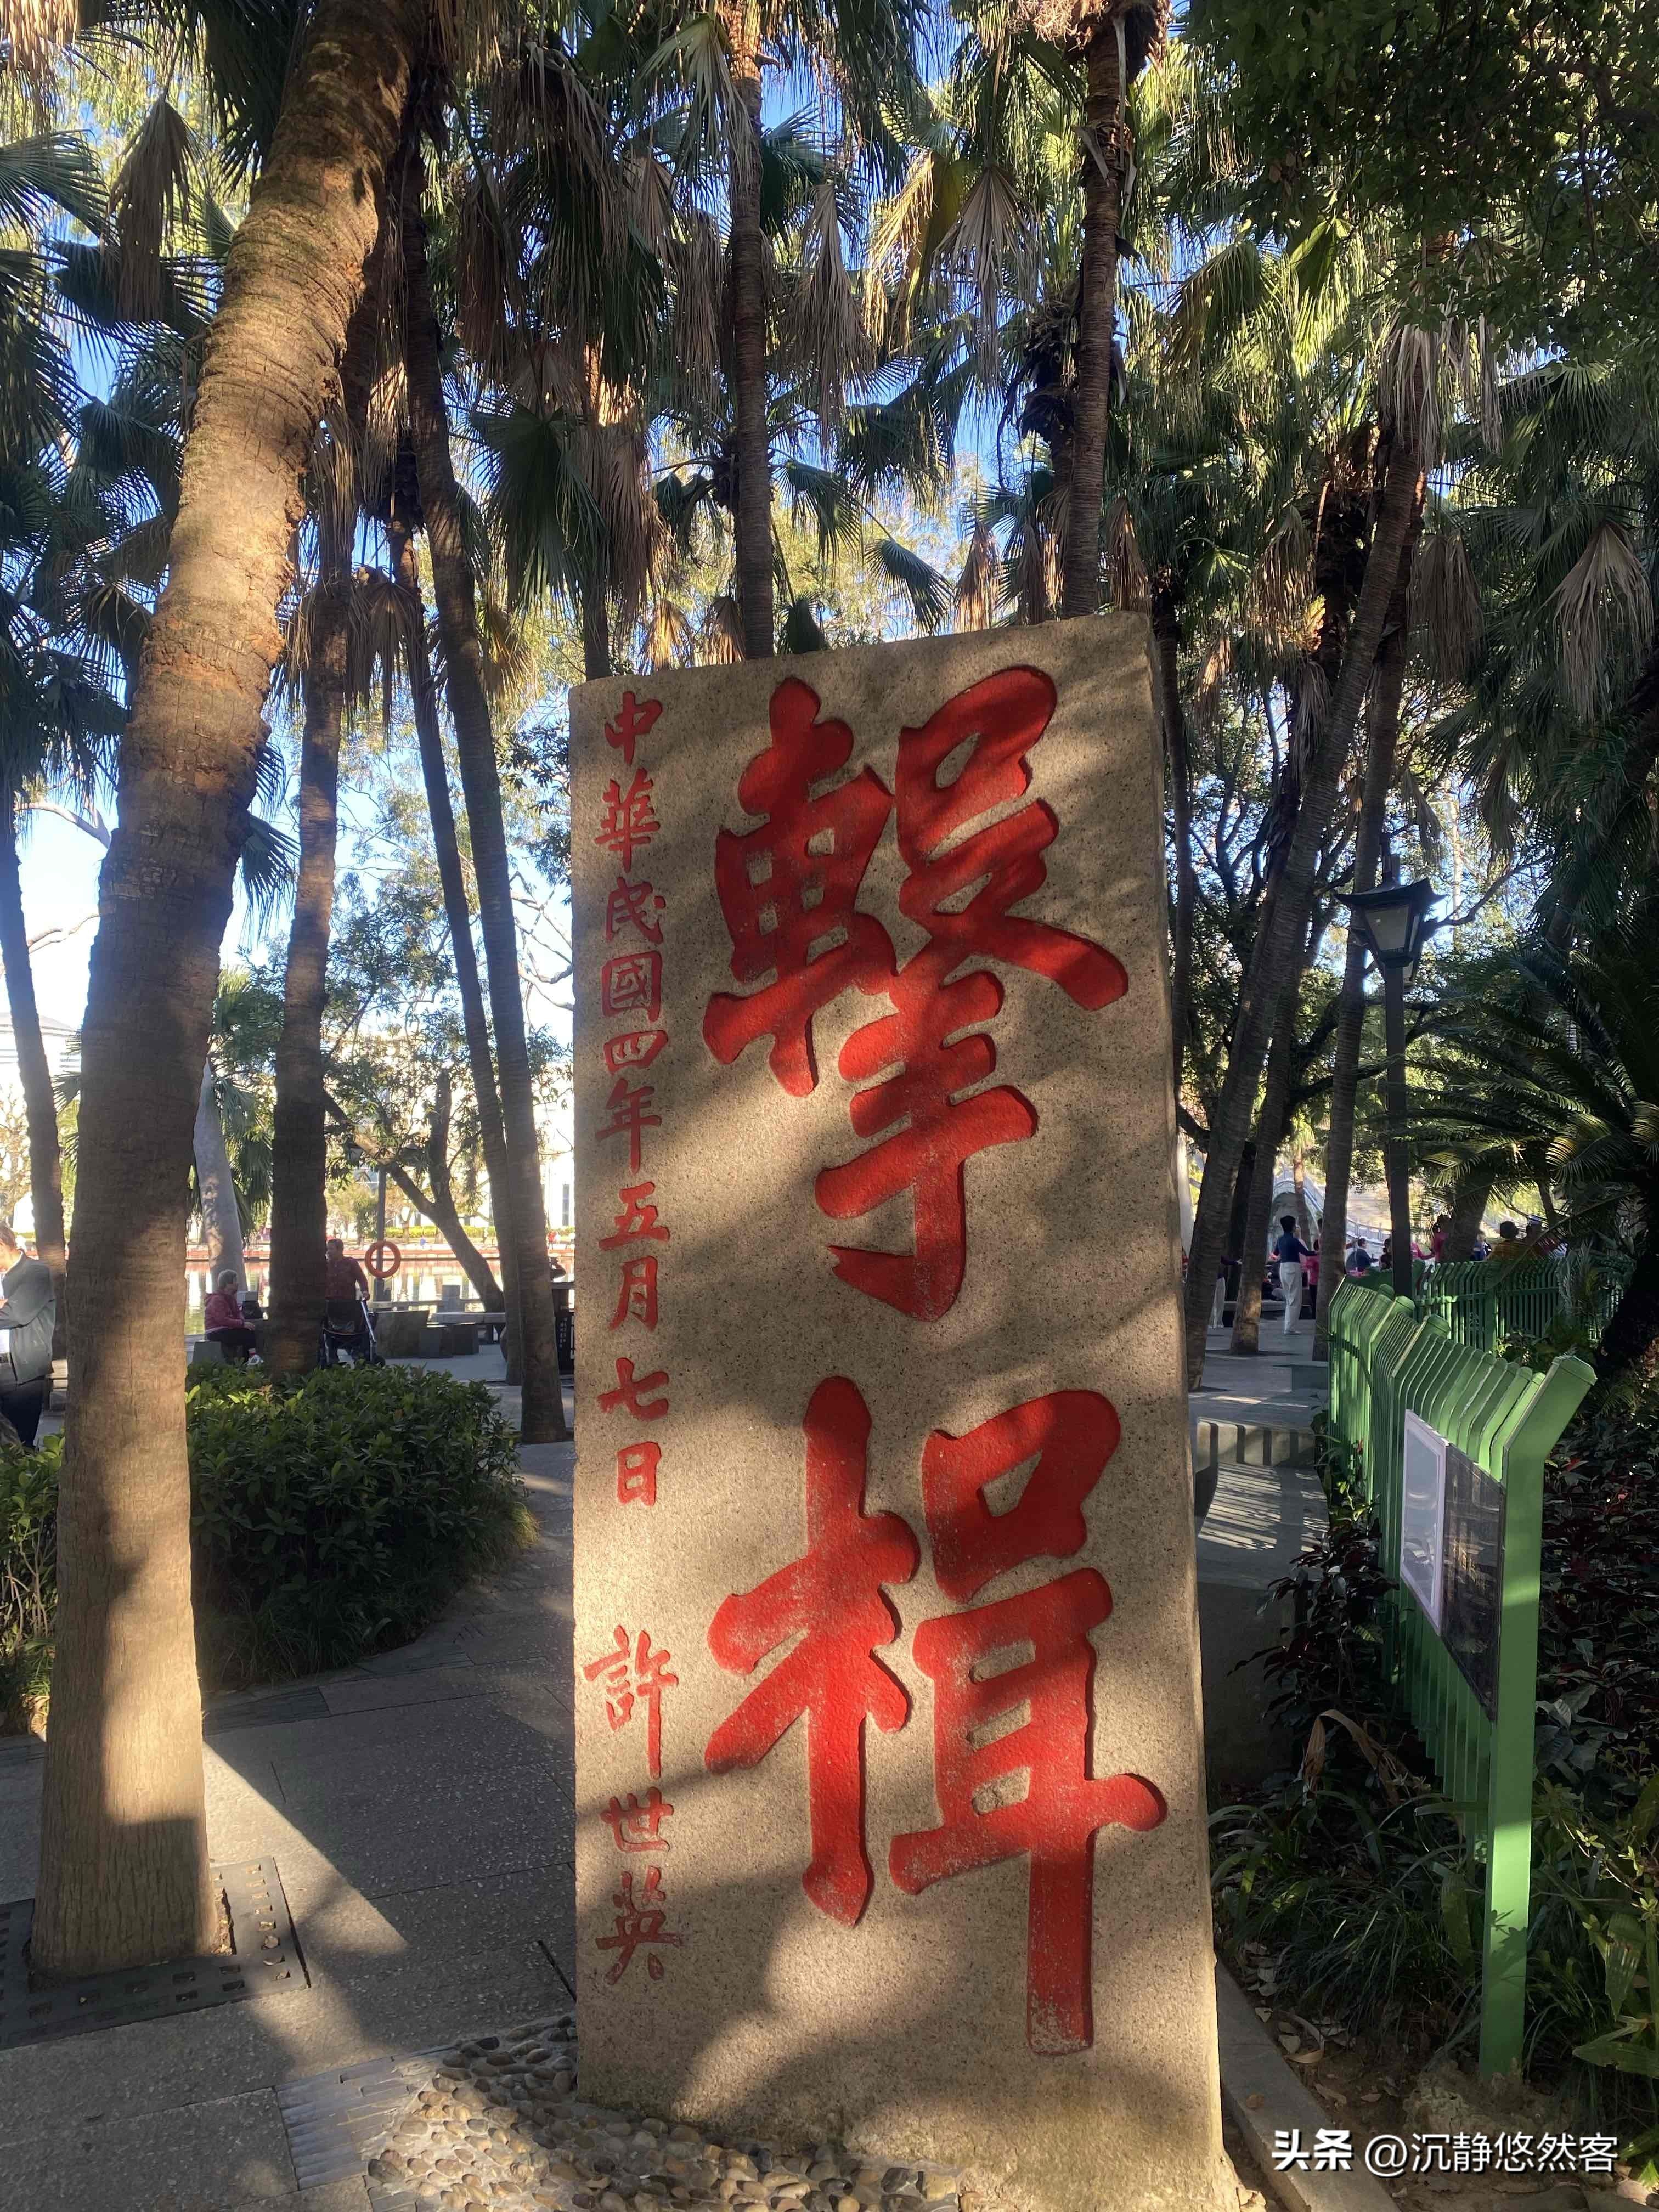 擊楫
中華民國四年五月七日 許世英
头条 @沉静悠然客